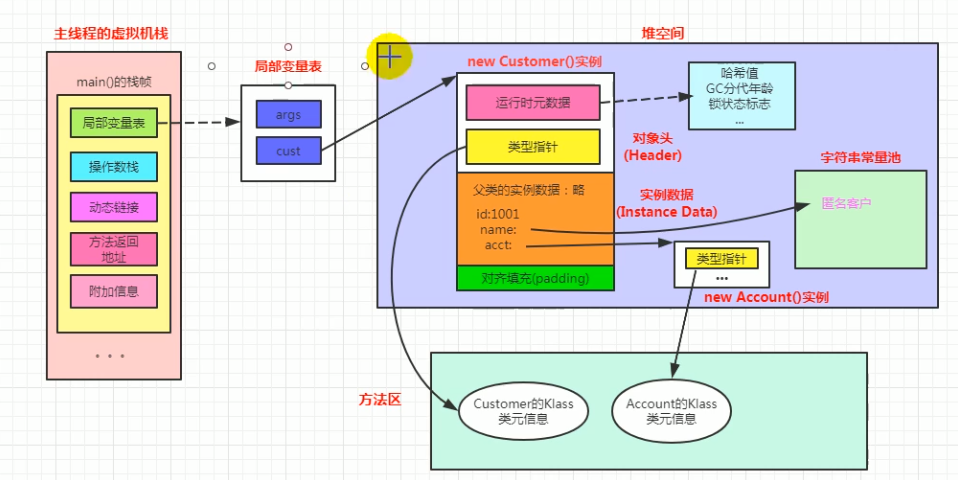 主线程的虚拟机栈
main()的栈帧
局部变量表
操作数栈
动态链接
方法返回
地址
附加信息
...
局部变量表
args
cust
堆空间
new Customer()实例
运行时元数据
类型指针
哈希值
GC分代年龄
锁状态标志
...
对象头
(Header)
父类的实例数据：略
id:1001
name:
acct:
对齐填充(padding)
实例数据
(Instance Data)
字符串常量池
匿名客户
类型指针
...
new Account()实例
方法区
Customer的Klass
类元信息
Account的Klass
类元信息